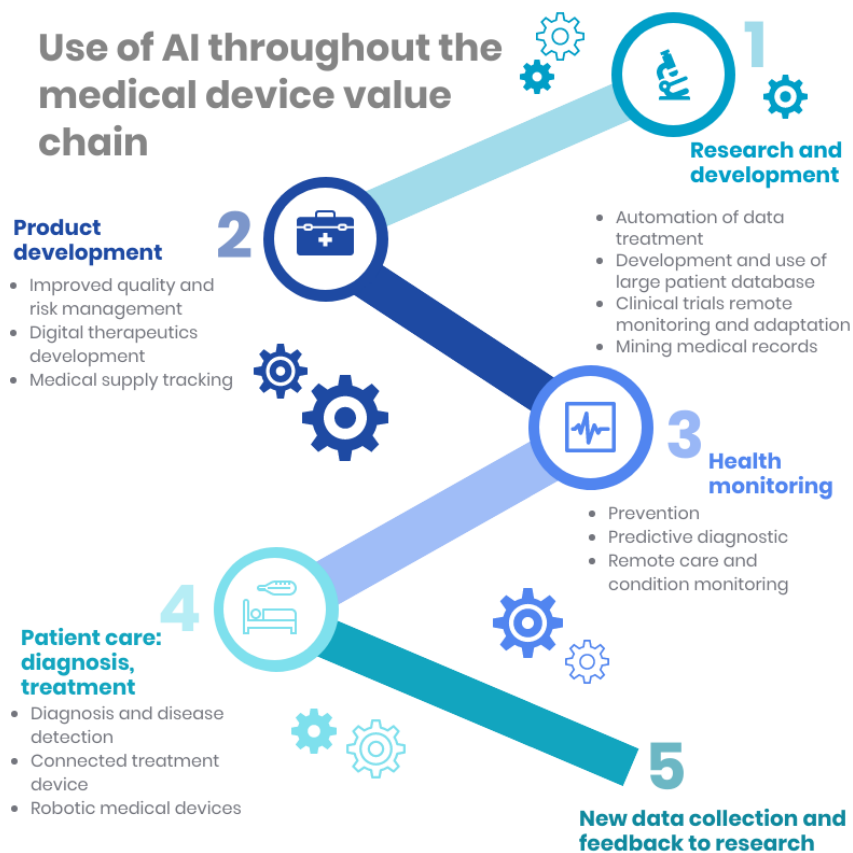 Use of AI throughout the
medical device value
chain
1
Research and
development
• Automation of data
treatment
• Development and use of
large patient database
• Clinical trials remote
monitoring and adaptation
• Mining medical records
2
Product
development
• Improved quality and
risk management
• Digital therapeutics
development
• Medical supply tracking
3
Health
monitoring
• Prevention
• Predictive diagnostic
• Remote care and
condition monitoring
4
Patient care:
diagnosis,
treatment
• Diagnosis and disease
detection
• Connected treatment
device
• Robotic medical devices
5
New data collection and
feedback to research